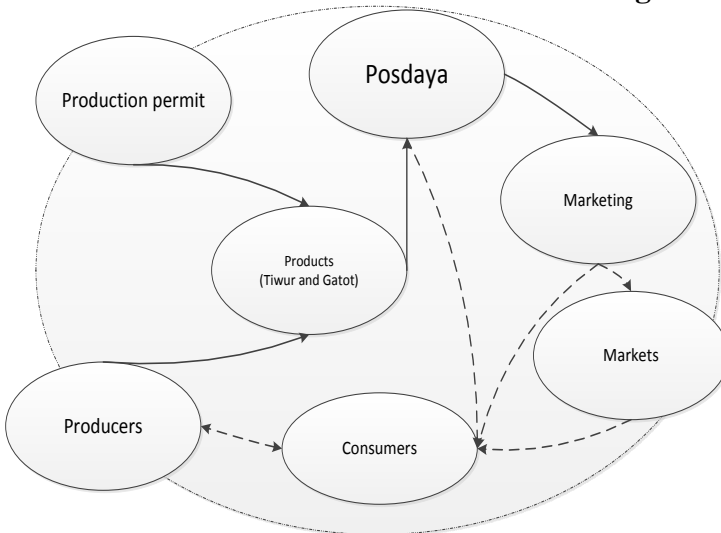 Posdaya
Production permit
Marketing
Products
(Tiwur and Gatot)
Markets
Producers
Consumers